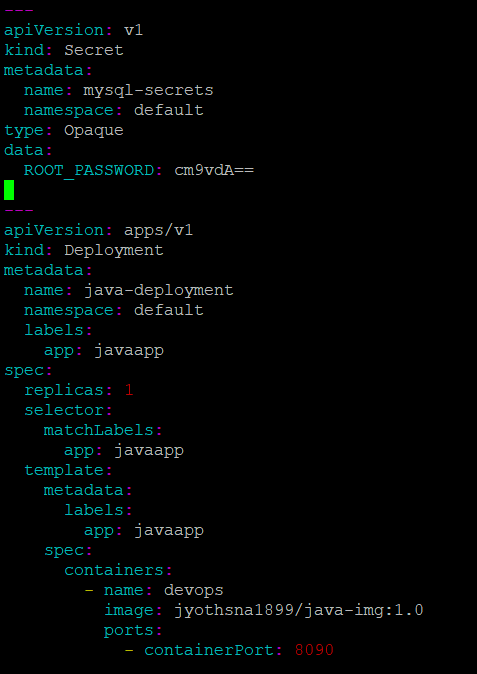 ---
apiVersion: v1
kind: Secret
metadata:
  name: mysql-secrets
  namespace: default
type: Opaque
data:
  ROOT_PASSWORD: cm9vdA==

---
apiVersion: apps/v1
kind: Deployment
metadata:
  name: java-deployment
  namespace: default
  labels:
    app: javaapp
spec:
  replicas: 1
  selector:
    matchLabels:
      app: javaapp
  template:
    metadata:
      labels:
        app: javaapp
    spec:
      containers:
        - name: devops
          image: jyothsna1899/java-img:1.0
          ports:
            - containerPort: 8090